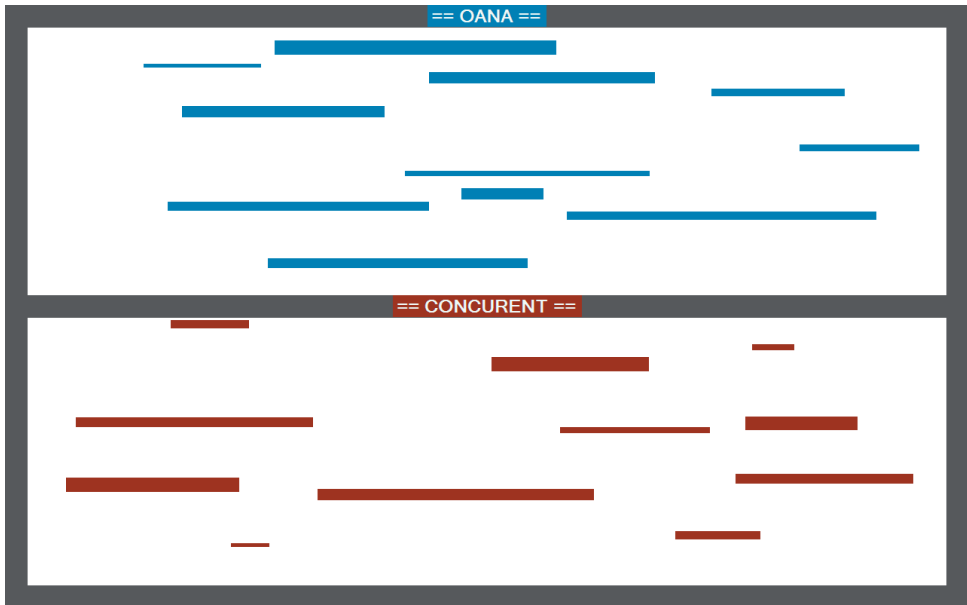 == OANA ==
== CONCURENT ==